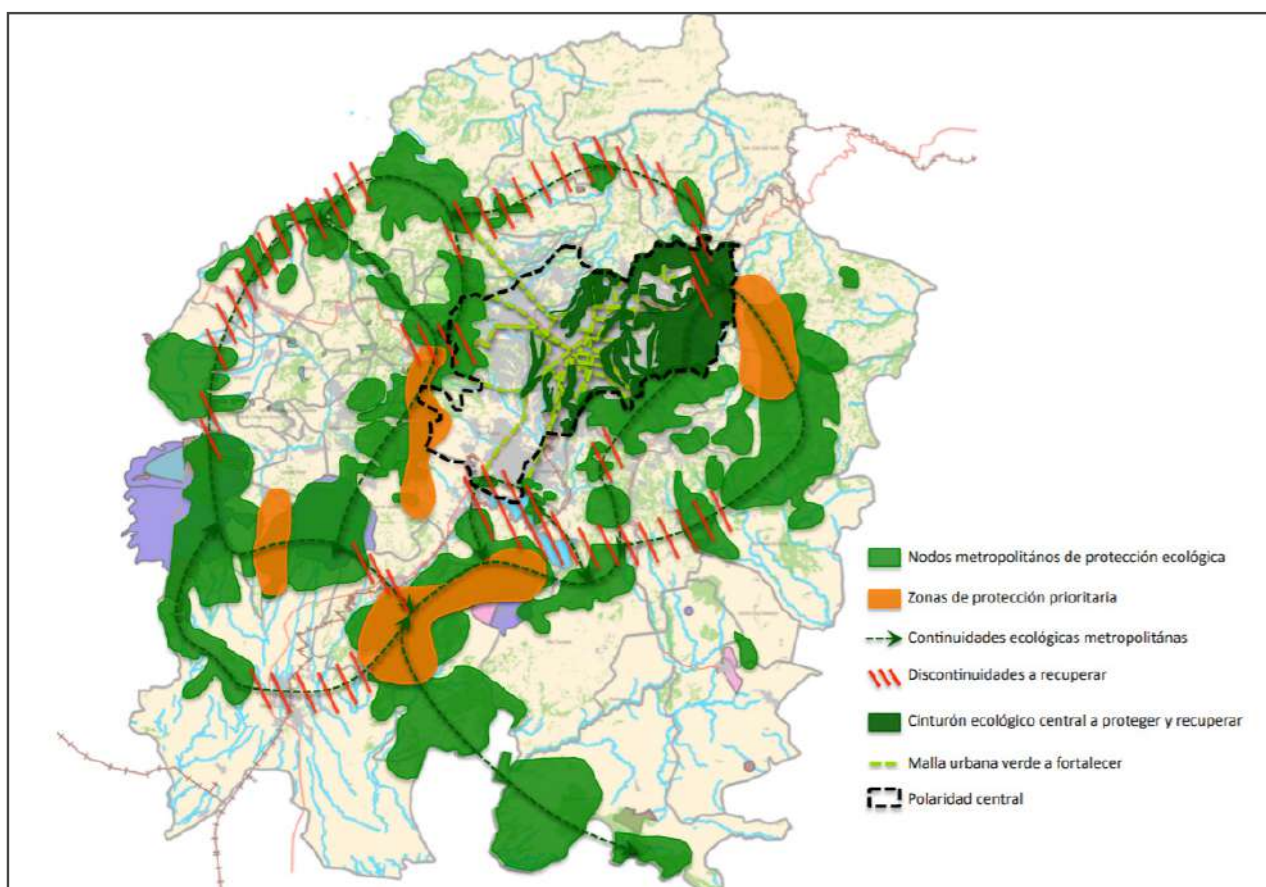 Nodos metropolitános de protección ecológica
Zonas de protección prioritaria
Continuidades ecológicas metropolitánas
Discontinuidades a recuperar
Cinturón ecológico central a proteger y recuperar
Malla urbana verde a fortalecer
Polaridad central